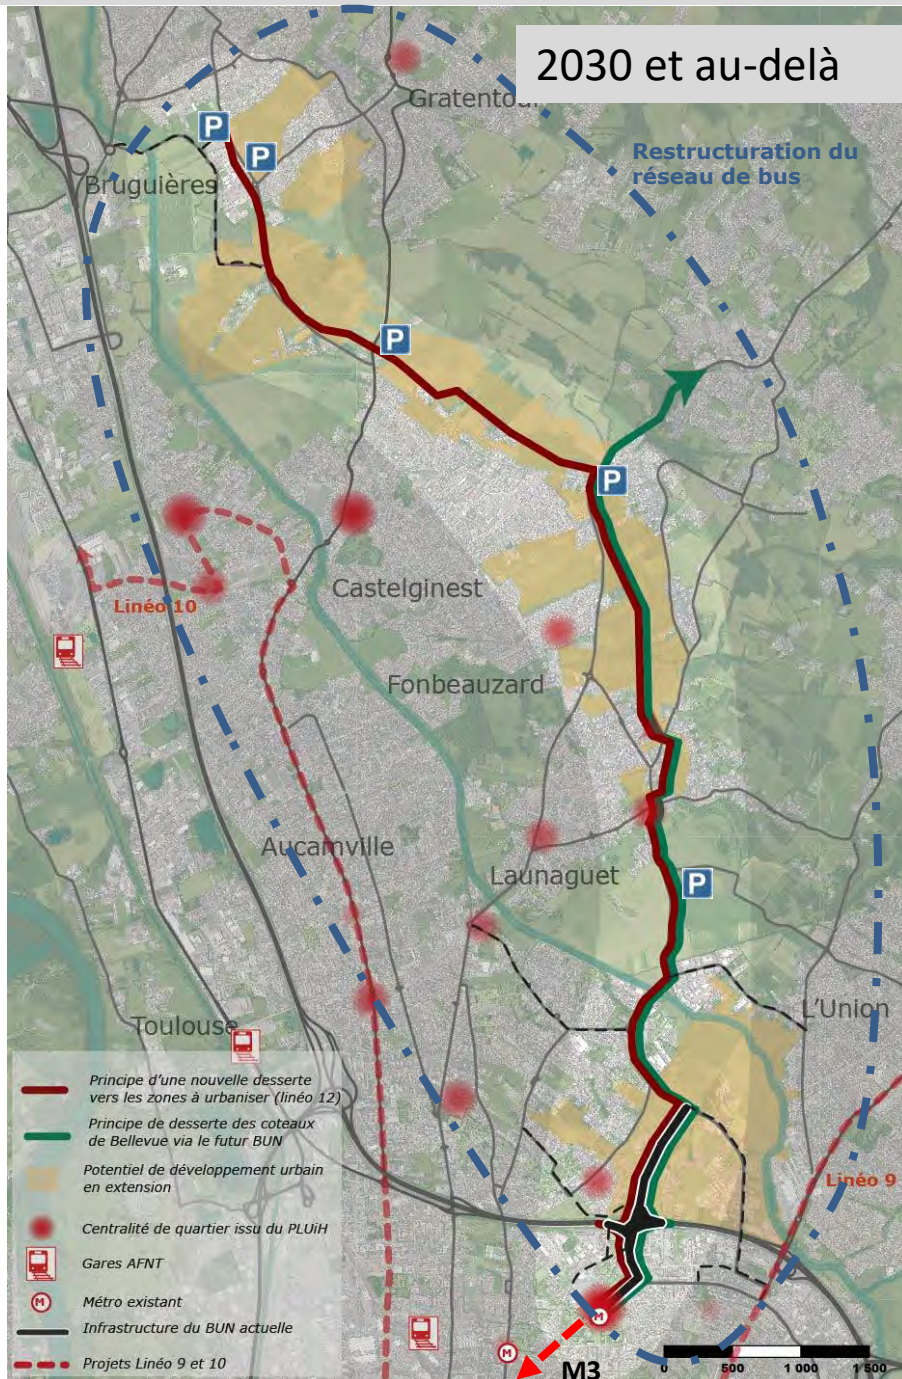 2030 et au-delà
Gratentour
Restructuration du
réseau de bus
P
P
Bruguières
P
P
Castelginest
Linéo 10
Fonbeauzard
Aucamville
Launaguet
P
L'Union
Toulouse
Linéo 9
Principe d'une nouvelle desserte
vers les zones à urbaniser (linéo 12)
Principe de desserte des coteaux
de Bellevue via le futur BUN
Potentiel de développement urbain
en extension
Centralité de quartier issu du PLUiH
Gares AFNT
M
Métro existant
Infrastructure du BUN actuelle
Projets Linéo 9 et 10
M
M
M3
0 500 1 000 1 500